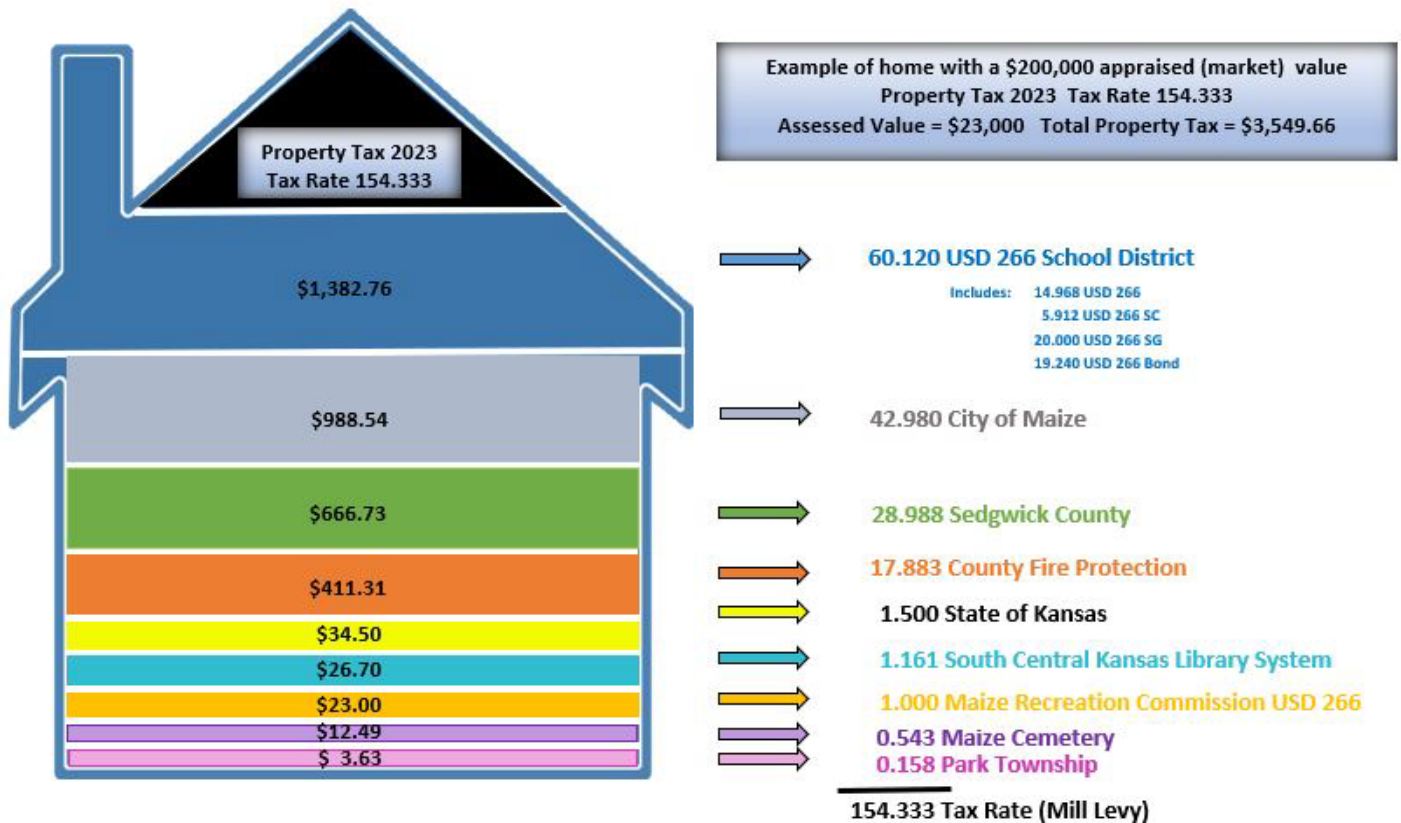 Example of home with a $200,000 appraised (market) value
Property Tax 2023 Tax Rate 154.333
Assessed Value = $23,000 Total Property Tax = $3,549.66
Property Tax 2023
Tax Rate 154.333
$1,382.76
60.120 USD 266 School District
Includes: 14.968 USD 266
5.912 USD 266 SC
20.000 USD 266 SG
19.240 USD 266 Bond
$988.54
42.980 City of Maize
$666.73
28.988 Sedgwick County
$411.31
17.883 County Fire Protection
$34.50
1.500 State of Kansas
$26.70
1.161 South Central Kansas Library System
$23.00
1.000 Maize Recreation Commission USD 266
$12.49
0.543 Maize Cemetery
$ 3.63
0.158 Park Township
154.333 Tax Rate (Mill Levy)